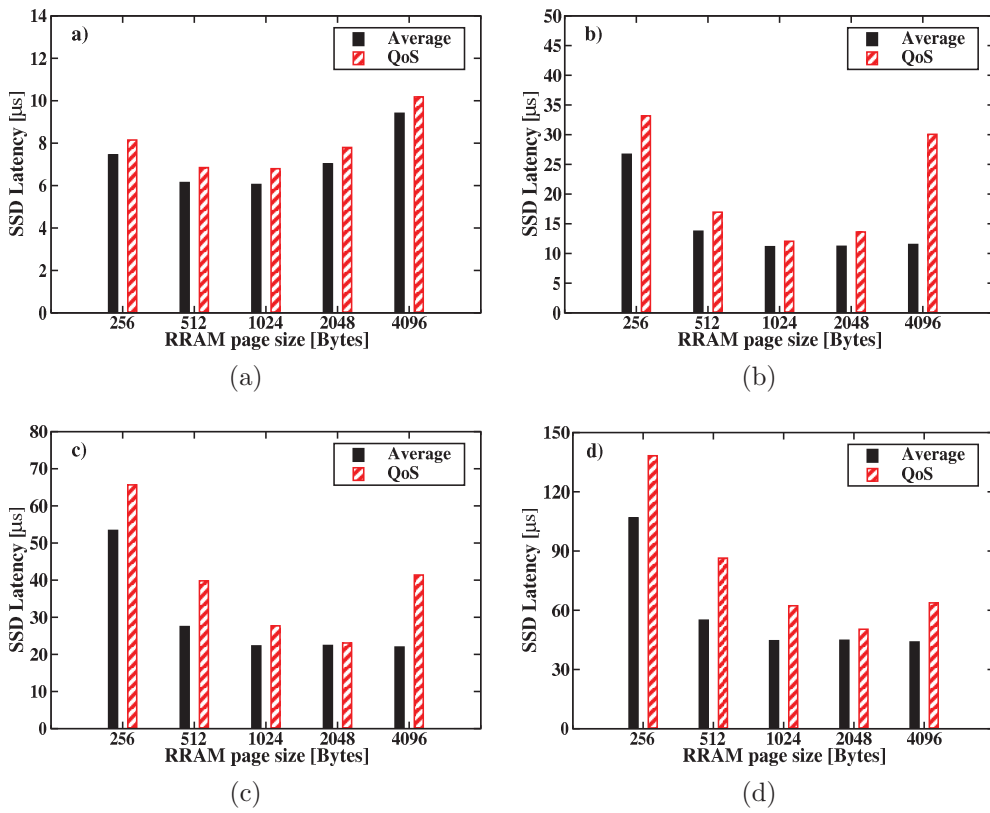 a)
Average
QoS
SSD Latency [μs]
14
12
10
8
6
4
2
0
256 512 1024 2048 4096
RRAM page size [Bytes]
(a)
b)
Average
QoS
SSD Latency [μs]
50
45
40
35
30
25
20
15
10
5
0
256 512 1024 2048 4096
RRAM page size [Bytes]
(b)
c)
Average
QoS
SSD Latency [μs]
80
70
60
50
40
30
20
10
0
256 512 1024 2048 4096
RRAM page size [Bytes]
(c)
d)
Average
QoS
SSD Latency [μs]
150
120
90
60
30
0
256 512 1024 2048 4096
RRAM page size [Bytes]
(d)